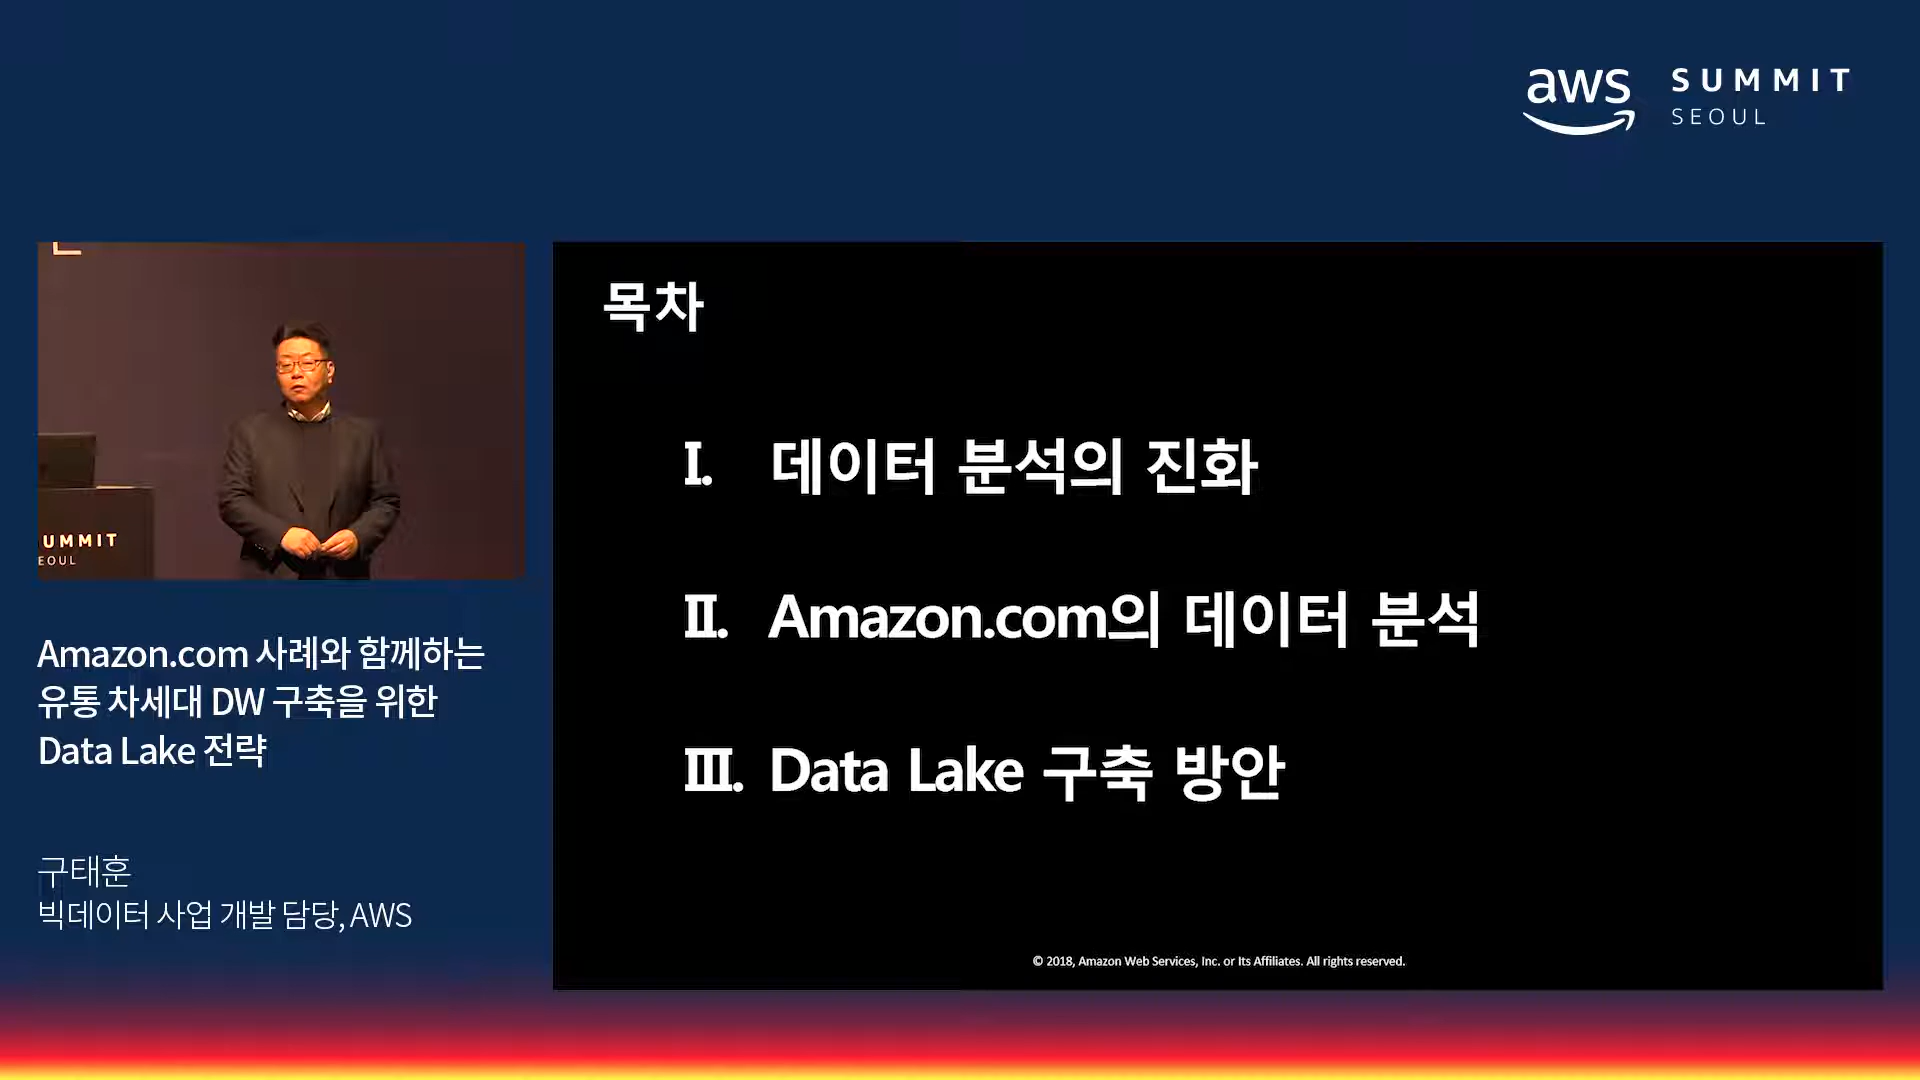 aws SUMMIT
SEOUL
목차
I. 데이터 분석의 진화
II. Amazon.com의 데이터 분석
III. Data Lake 구축 방안
© 2018, Amazon Web Services, Inc. or Its Affiliates. All rights reserved.
UMMIT
EOUL
Amazon.com 사례와 함께하는
유통 차세대 DW 구축을 위한
Data Lake 전략
구태훈
빅데이터 사업 개발 담당, AWS